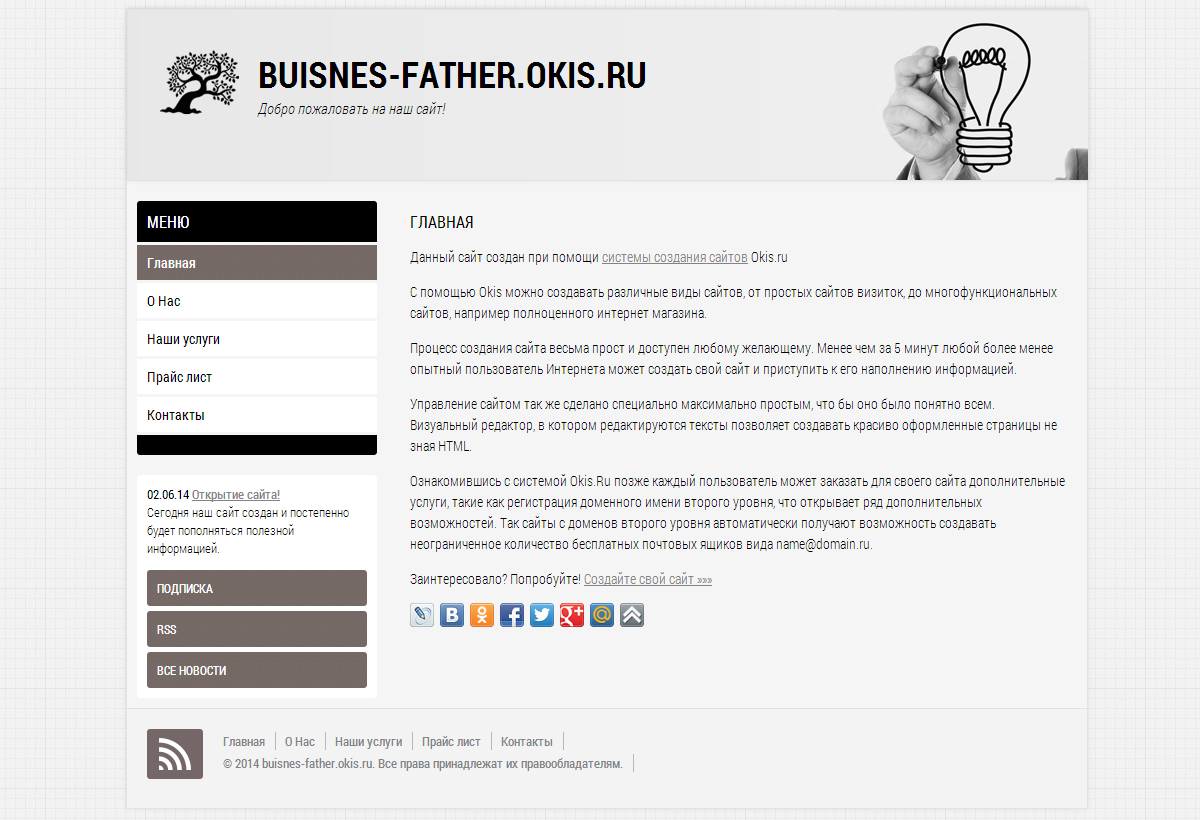 BUISNES-FATHER.OKIS.RU
Добро пожаловать на наш сайт!
МЕНЮ
Главная
О Нас
Наши услуги
Прайс лист
Контакты
02.06.14 Открытие сайта!
Сегодня наш сайт создан и постепенно
будет пополняться полезной
информацией.
ПОДПИСКА
RSS
ВСЕ НОВОСТИ
ГЛАВНАЯ
Данный сайт создан при помощи системы создания сайтов Okis.ru
С помощью Okis можно создавать различные виды сайтов, от простых сайтов визиток, до многофункциональных
сайтов, например полноценного интернет магазина.
Процесс создания сайта весьма прост и доступен любому желающему. Менее чем за 5 минут любой более менее
опытный пользователь Интернета может создать свой сайт и приступить к его наполнению информацией.
Управление сайтом так же сделано специально максимально простым, что бы оно было понятно всем.
Визуальный редактор, в котором редактируются тексты позволяет создавать красиво оформленные страницы не
зная HTML.
Ознакомившись с системой Okis.Ru позже каждый пользователь может заказать для своего сайта дополнительные
услуги, такие как регистрация доменного имени второго уровня, что открывает ряд дополнительных
возможностей. Так сайты с доменов второго уровня автоматически получают возможность создавать
неограниченное количество бесплатных почтовых ящиков вида name@domain.ru.
Заинтересовало? Попробуйте! Создайте свой сайт »»»
Главная О Нас Наши услуги Прайс лист Контакты
© 2014 buisnes-father.okis.ru. Все права принадлежат их правообладателям.